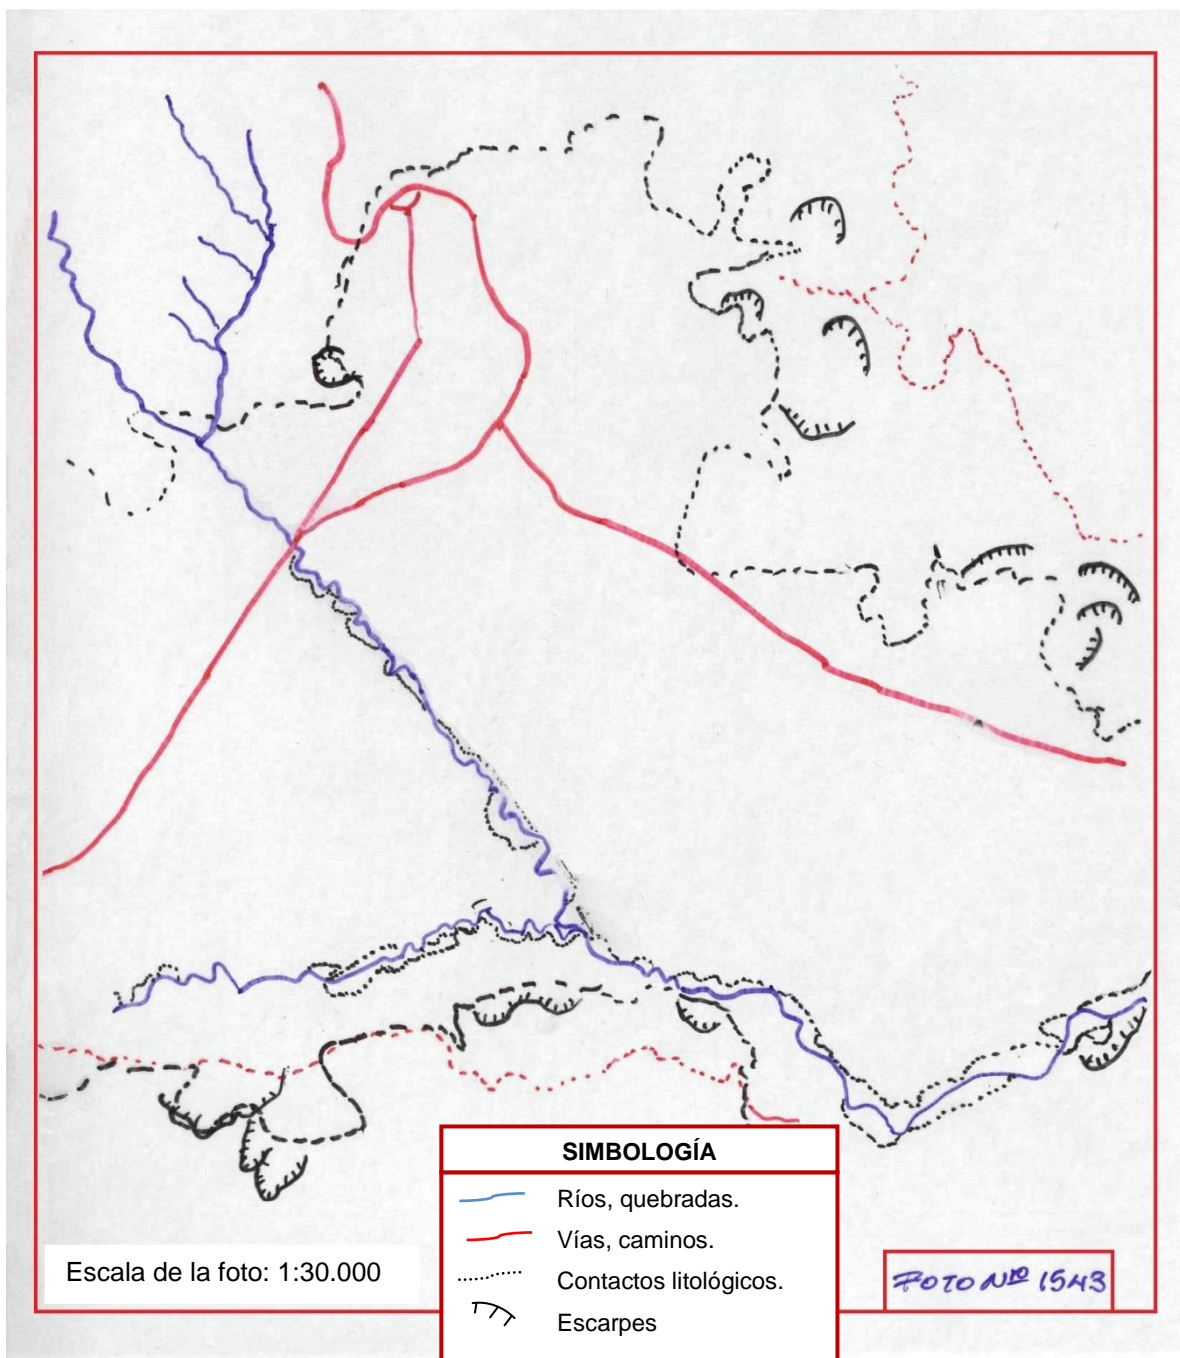 SIMBOLOGÍA
Ríos, quebradas.
Vías, caminos.
Contactos litológicos.
Escarpes
Escala de la foto: 1:30.000
FOTO Nº 1543